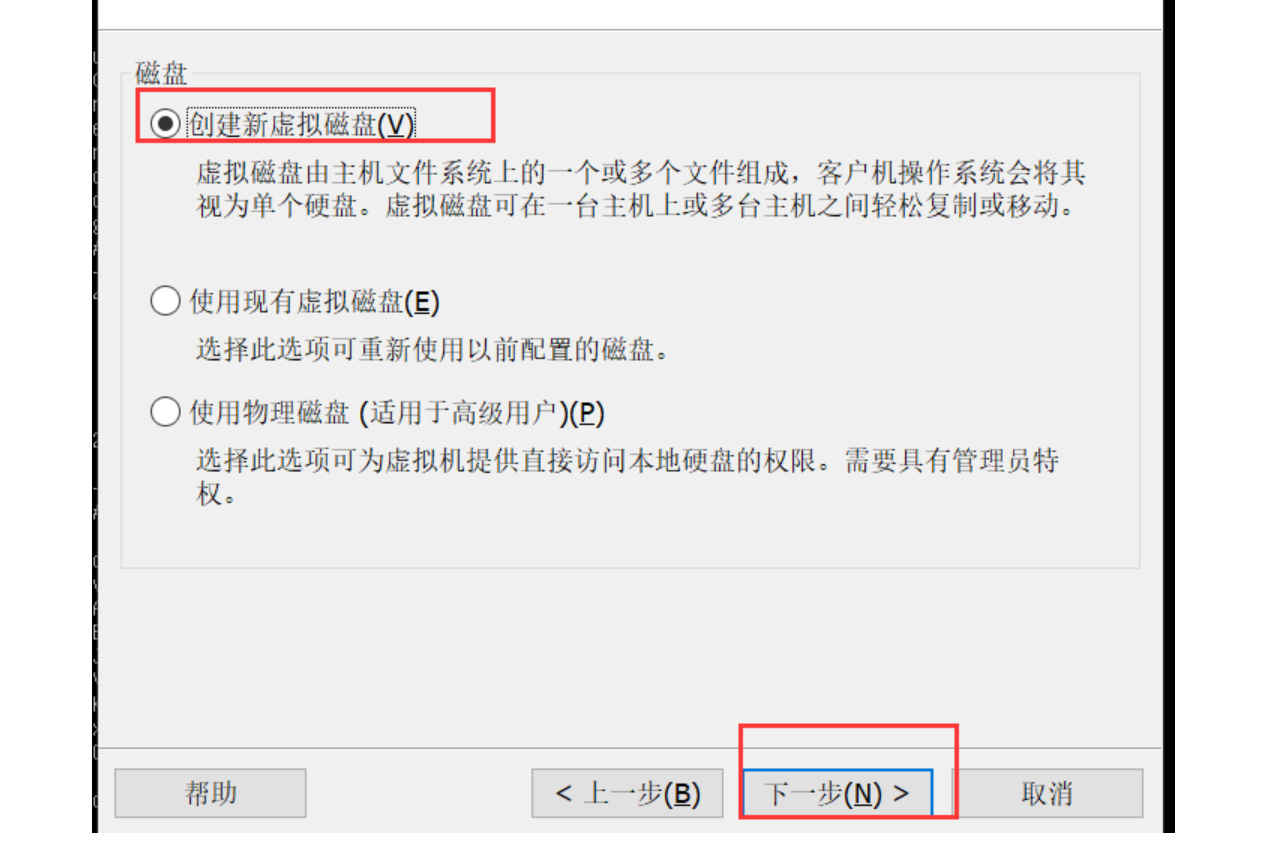 磁盘
创建新虚拟磁盘(V)
虚拟磁盘由主机文件系统上的一个或多个文件组成，客户机操作系统会将其
视为单个硬盘。虚拟磁盘可在一台主机上或多台主机之间轻松复制或移动。
使用现有虚拟磁盘(E)
选择此选项可重新使用以前配置的磁盘。
使用物理磁盘 (适用于高级用户)(P)
选择此选项可为虚拟机提供直接访问本地硬盘的权限。需要具有管理员特
权。
帮助
< 上一步(B)
下一步(N) >
取消